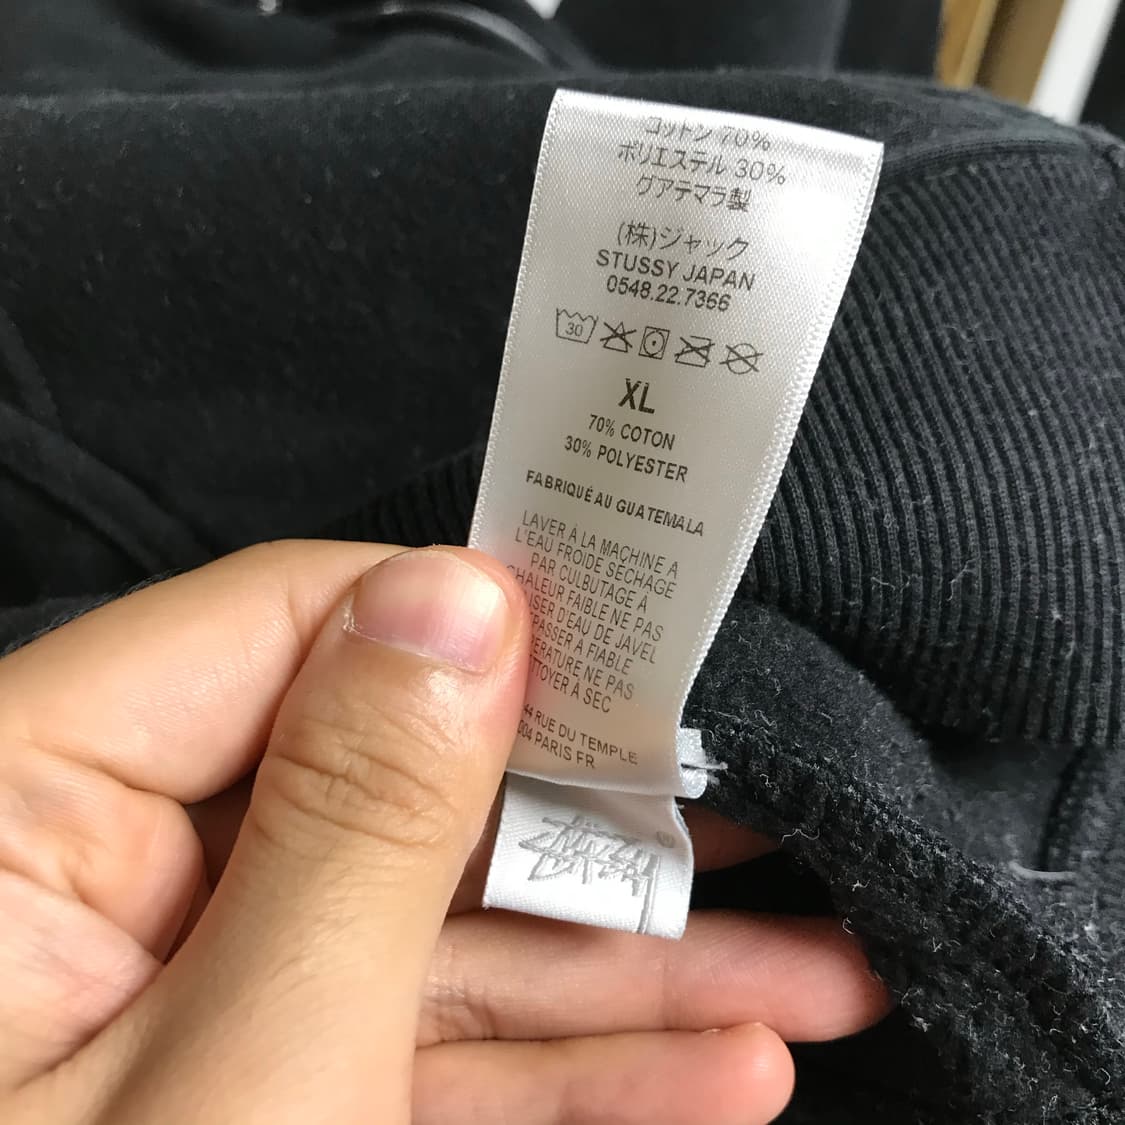 コットン 70%
ポリエステル 30%
グアテマラ製
(株)ジャック
STUSSY JAPAN
0548.22.7366
30
XL
70% COTON
30% POLYESTER
FABRIQUÉ AU GUATEMALA
LAVER À LA MACHINE A
L'EAU FROIDE SÉCHAGE
PAR CULBUTAGE À
CHALEUR FAIBLE NE PAS
D'EAU DE JAVEL
À FIABLE
NE PAS
À SEC
44 RUE DU TEMPLE
PARIS FR
®